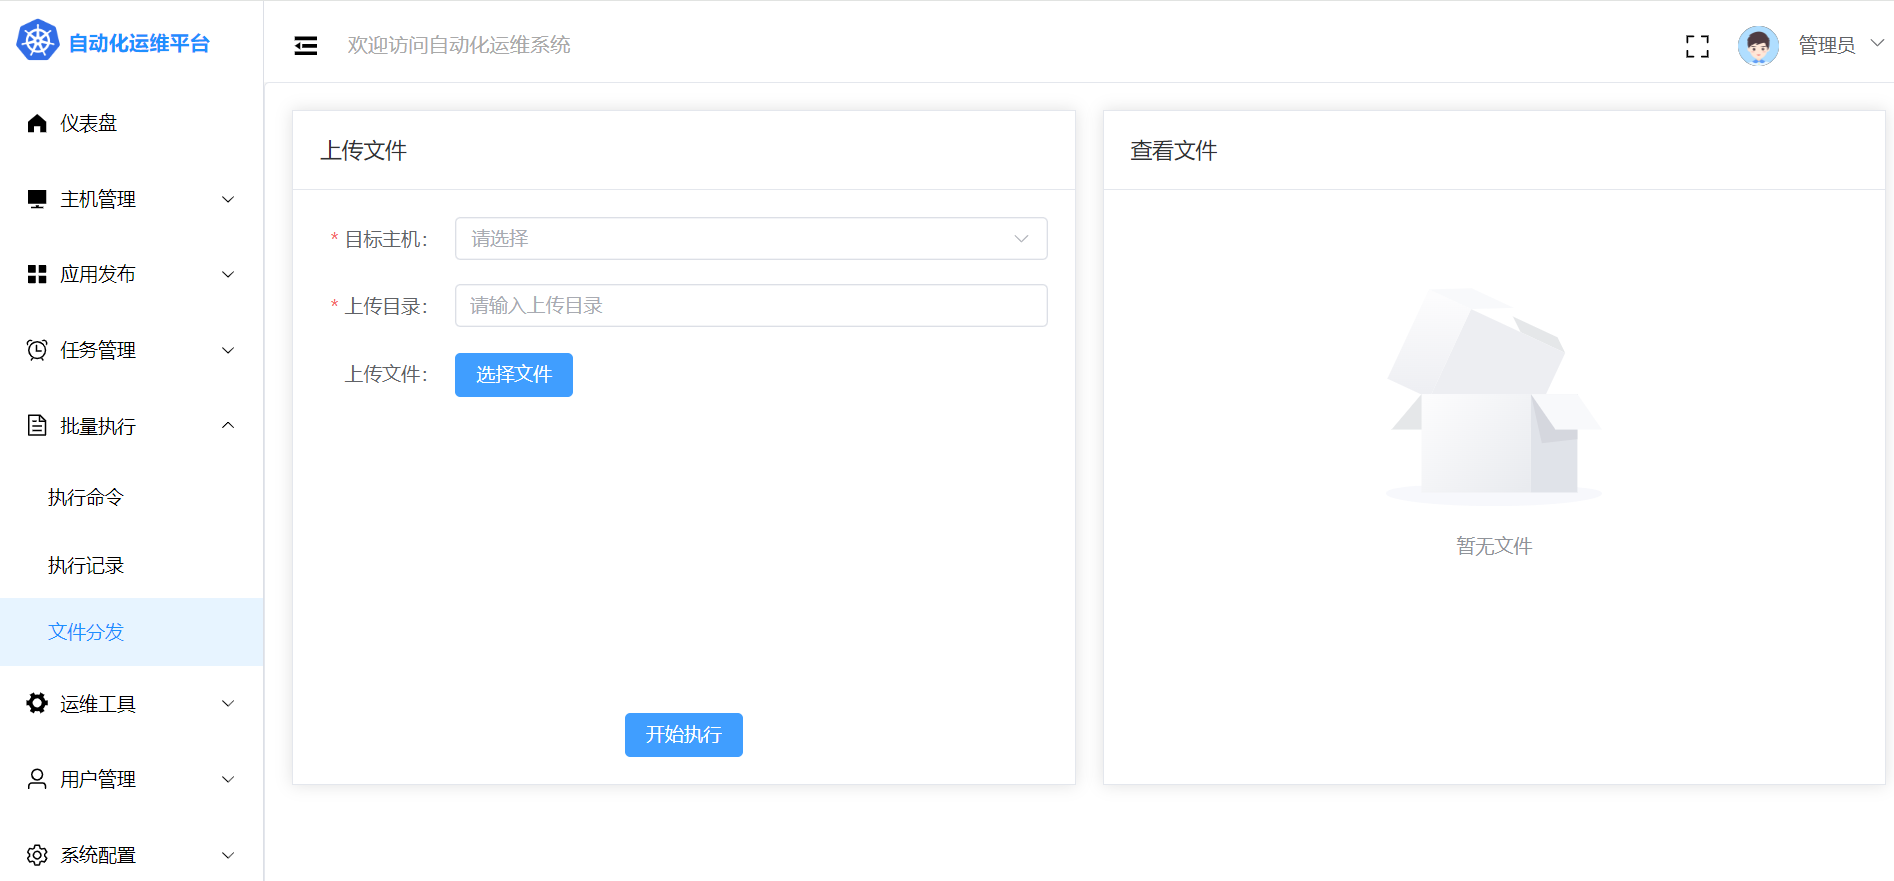 自动化运维平台
欢迎访问自动化运维系统
管理员
仪表盘
主机管理
应用发布
任务管理
批量执行
执行命令
执行记录
文件分发
运维工具
用户管理
系统配置
上传文件
* 目标主机：
请选择
* 上传目录：
请输入上传目录
上传文件：
选择文件
开始执行
查看文件
暂无文件